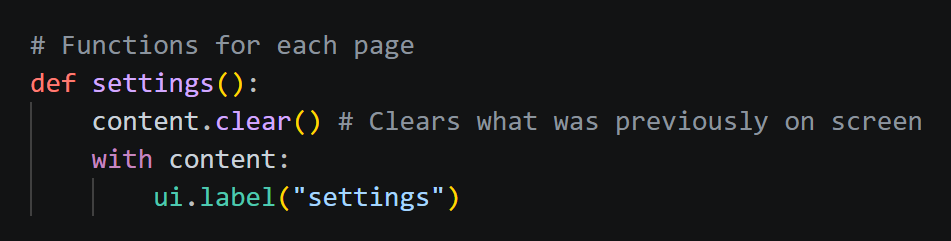 # Functions for each page
def settings():
    content.clear() # Clears what was previously on screen
    with content:
        ui.label("settings")